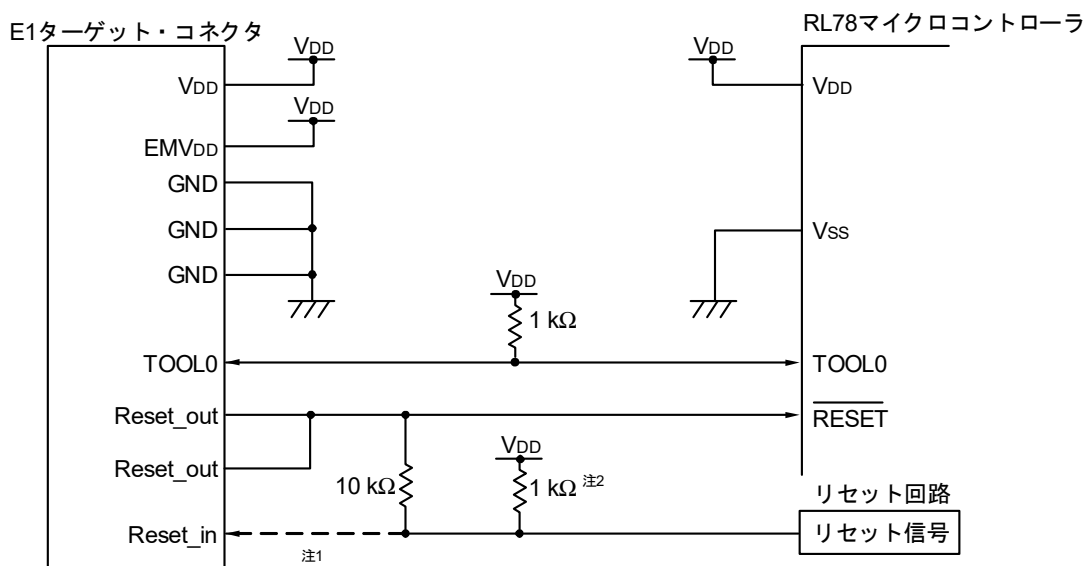 E1ターゲット・コネクタ
RL78マイクロコントローラ
VDD
VDD
VDD
VDD
VDD
EMVDD
GND
GND
VSS
GND
VDD
1 kΩ
TOOL0
TOOL0
Reset_out
RESET
VDD
Reset_out
10 kΩ
1 kΩ 注2
リセット回路
Reset_in
リセット信号
注1